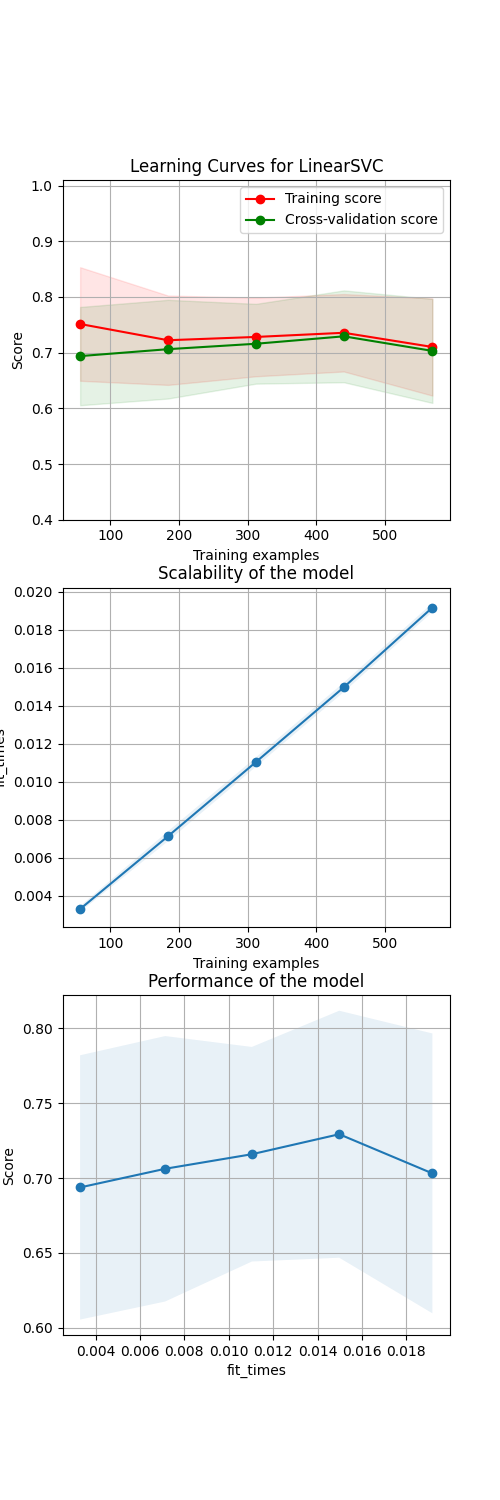 Learning Curves for LinearSVC
1.0
0.9
0.8
0.7
0.6
0.5
0.4
Score
Training score
Cross-validation score
100 200 300 400 500
Training examples
Scalability of the model
0.020
0.018
0.016
0.014
0.012
0.010
0.008
0.006
0.004
fit_times
100 200 300 400 500
Training examples
Performance of the model
0.80
0.75
0.70
0.65
0.60
Score
0.004 0.006 0.008 0.010 0.012 0.014 0.016 0.018
fit_times